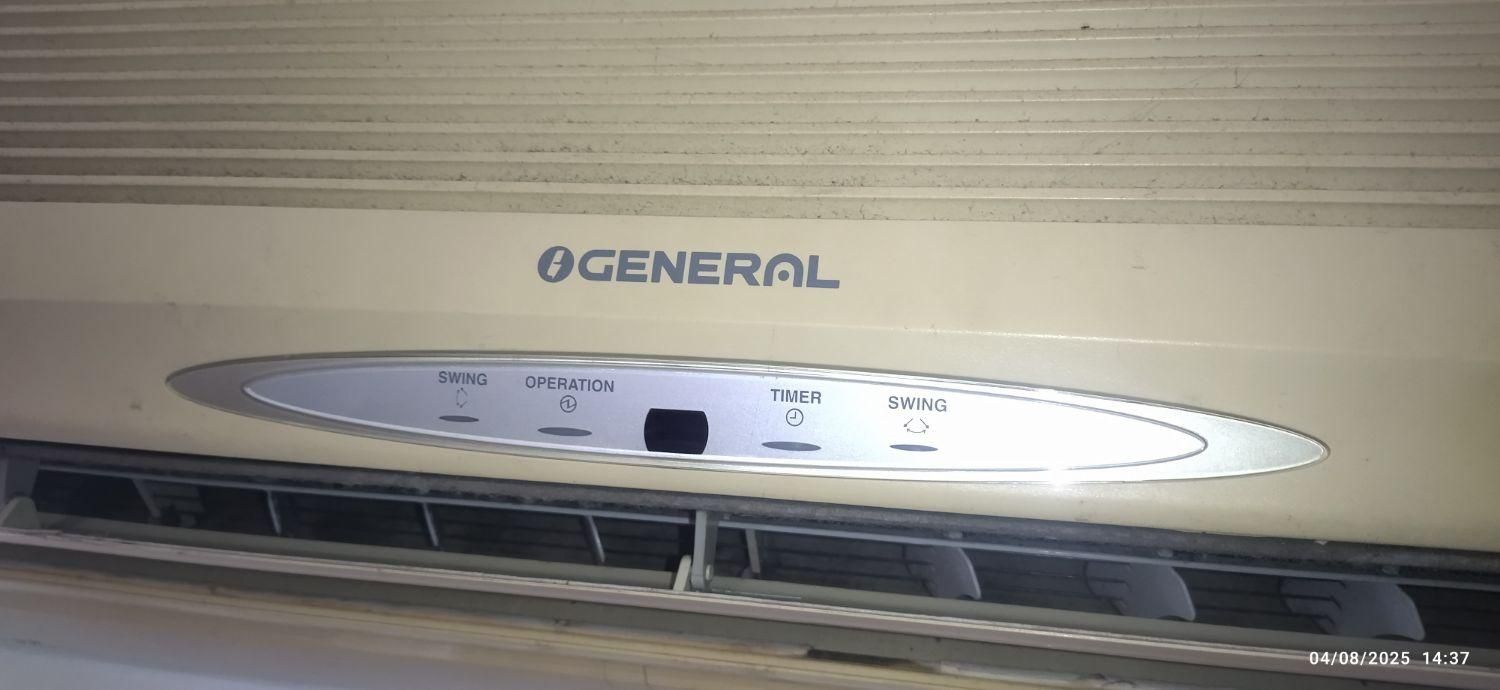 GENERAL
SWING OPERATION TIMER SWING
04/08/2025 14:37